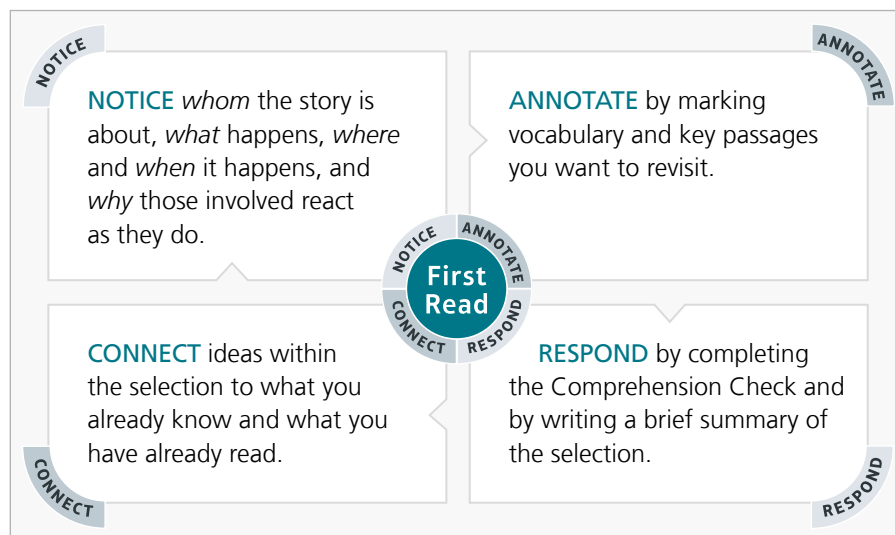 NOTICE
NOTICE whom the story is
about, what happens, where
and when it happens, and
why those involved react
as they do.
ANNOTATE
ANNOTATE by marking
vocabulary and key passages
you want to revisit.
NOTICE
ANNOTATE
First
Read
CONNECT
RESPOND
CONNECT ideas within
the selection to what you
already know and what you
have already read.
CONNECT
RESPOND by completing
the Comprehension Check and
by writing a brief summary of
the selection.
RESPOND